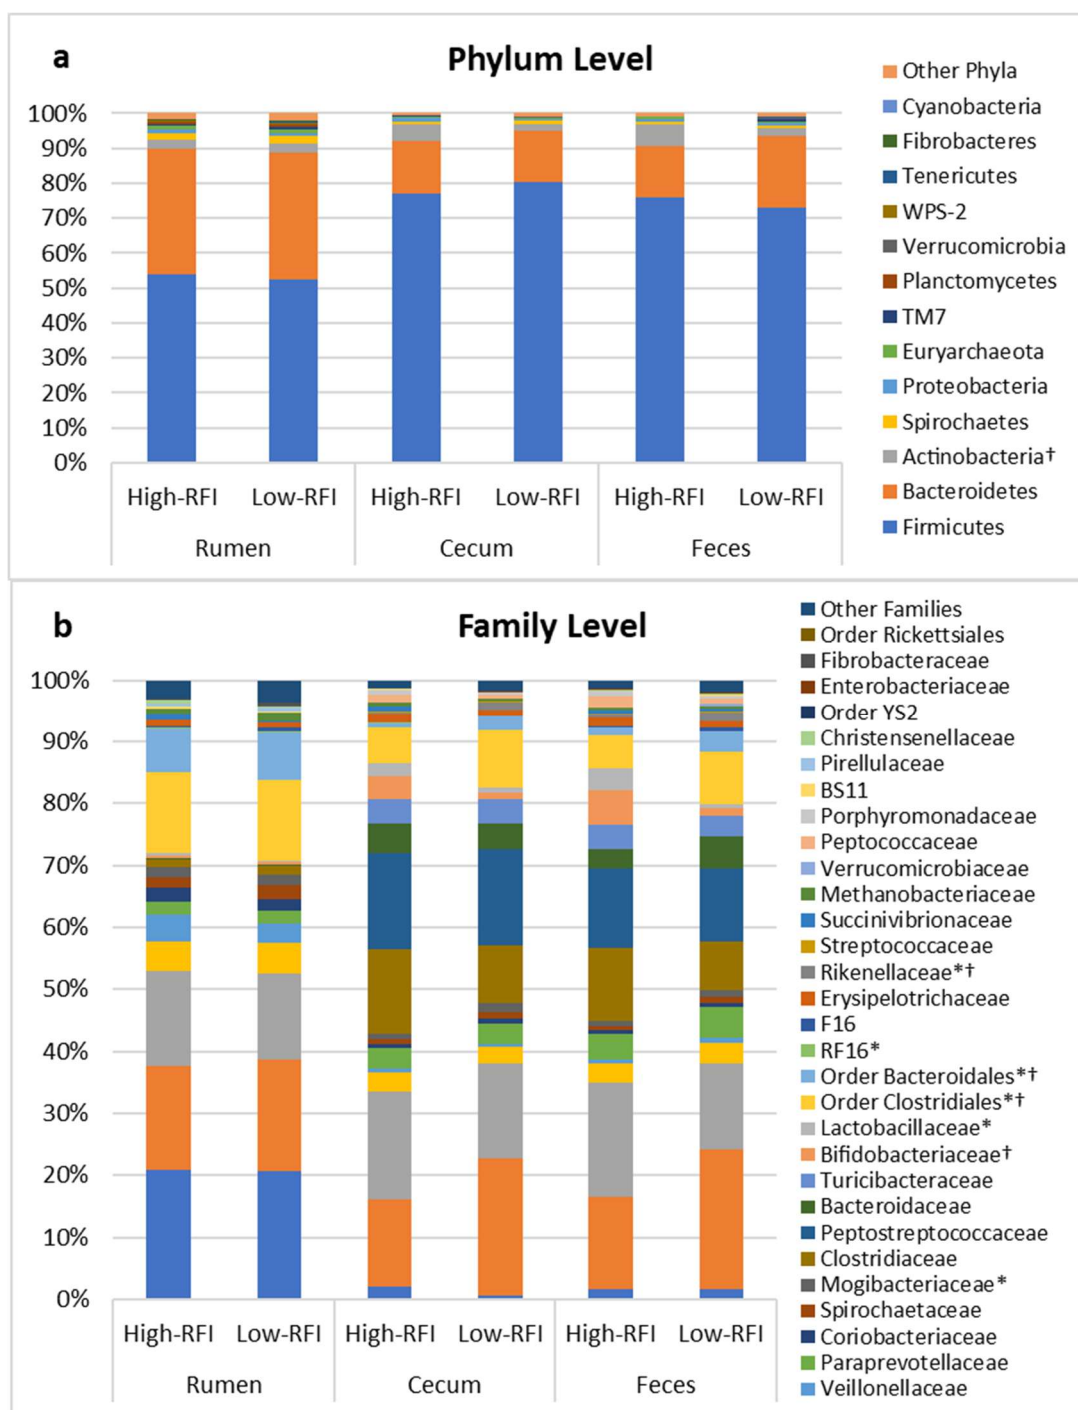 a
Phylum Level
100%
90%
80%
70%
60%
50%
40%
30%
20%
10%
0%
High-RFI Low-RFI High-RFI Low-RFI High-RFI Low-RFI
Rumen Cecum Feces
Other Phyla
Cyanobacteria
Fibrobacteres
Tenericutes
WPS-2
Verrucomicrobia
Planctomycetes
TM7
Euryarchaeota
Proteobacteria
Spirochaetes
Actinobacteria†
Bacteroidetes
Firmicutes
b
Family Level
100%
90%
80%
70%
60%
50%
40%
30%
20%
10%
0%
High-RFI Low-RFI High-RFI Low-RFI High-RFI Low-RFI
Rumen Cecum Feces
Other Families
Order Rickettsiales
Fibrobacteraceae
Enterobacteriaceae
Order YS2
Christensenellaceae
Pirellulaceae
BS11
Porphyromonadaceae
Peptococcaceae
Verrucomicrobiaceae
Methanobacteriaceae
Succinivibrionaceae
Streptococcaceae
Rikenellaceae*†
Erysipelotrichaceae
F16
RF16*
Order Bacteroidales*†
Order Clostridiales*†
Lactobacillaceae*
Bifidobacteriaceae†
Turicibacteraceae
Bacteroidaceae
Peptostreptococcaceae
Clostridiaceae
Mogibacteriaceae*
Spirochaetaceae
Coriobacteriaceae
Paraprevotellaceae
Veillonellaceae